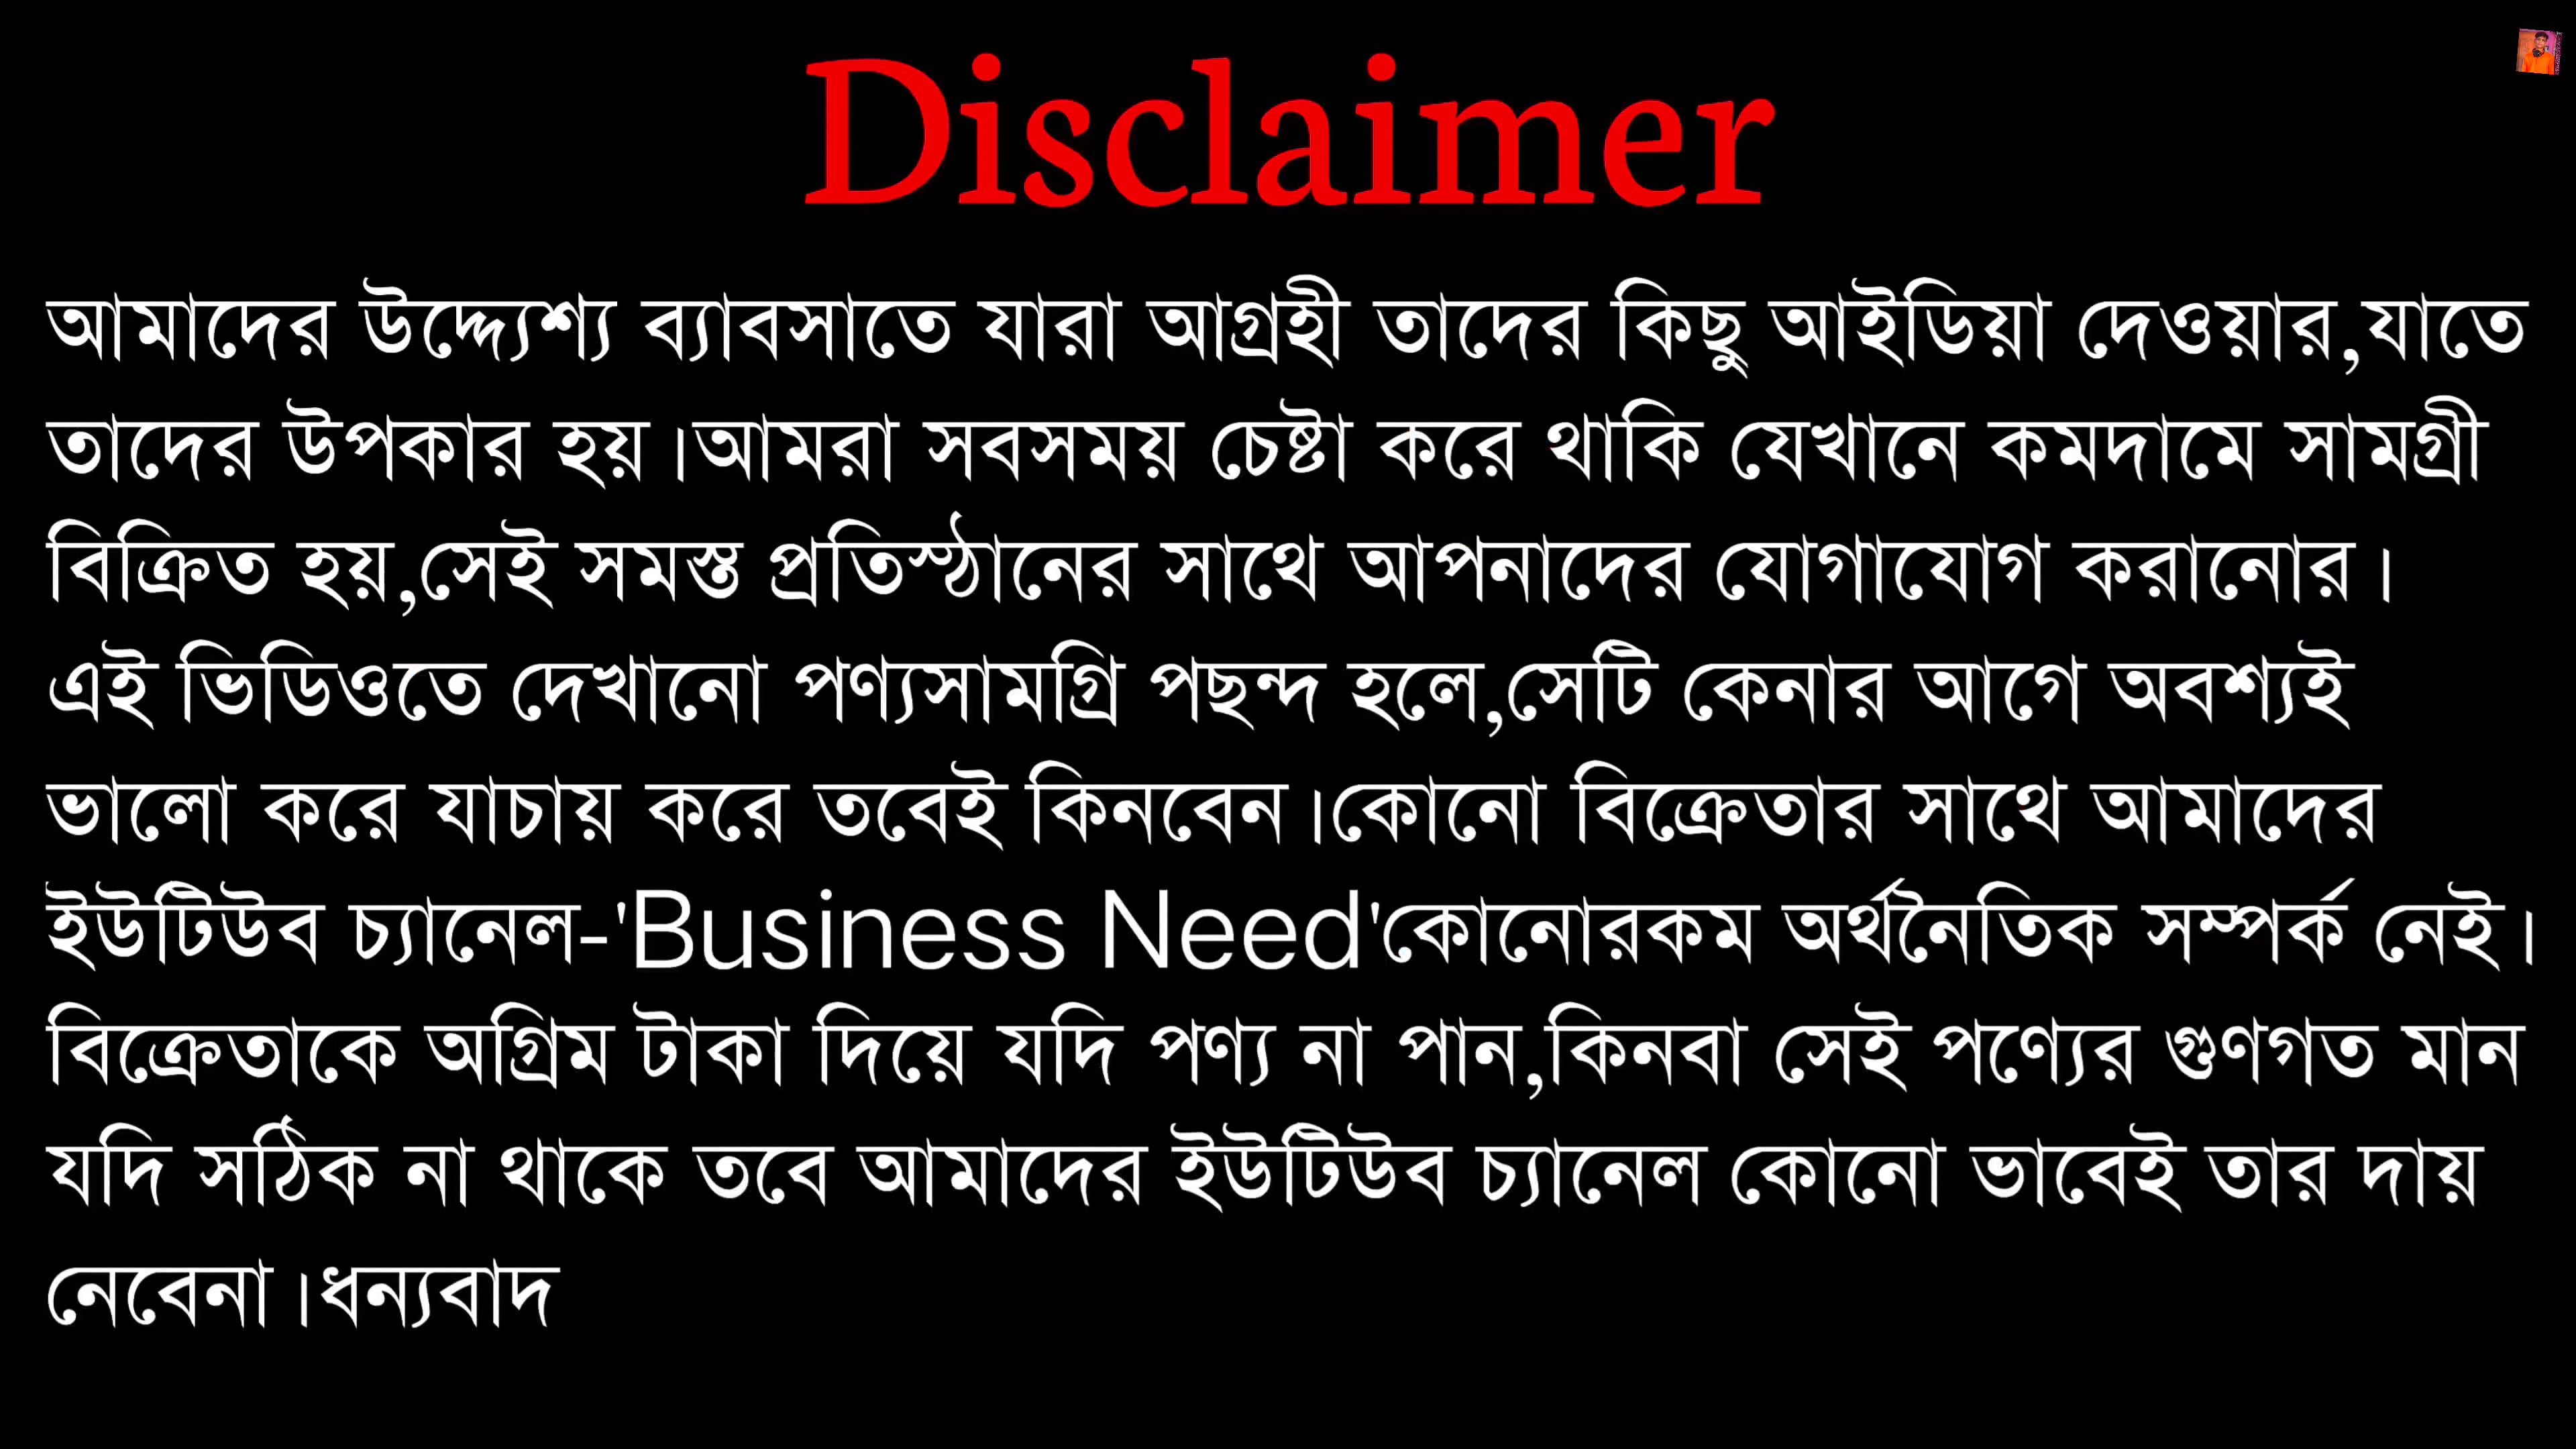 Disclaimer
আমাদের উদ্দ্যেশ্য ব্যাবসাতে যারা আগ্রহী তাদের কিছু আইডিয়া দেওয়ার,যাতে
তাদের উপকার হয়।আমরা সবসময় চেষ্টা করে থাকি যেখানে কমদামে সামগ্রী
বিক্রিত হয়,সেই সমস্ত প্রতিস্ঠানের সাথে আপনাদের যোগাযোগ করানোর।
এই ভিডিওতে দেখানো পণ্যসামগ্রি পছন্দ হলে,সেটি কেনার আগে অবশ্যই
ভালো করে যাচায় করে তবেই কিনবেন।কোনো বিক্রেতার সাথে আমাদের
ইউটিউব চ্যানেল-'Business Need'কোনোরকম অর্থনৈতিক সম্পর্ক নেই।
বিক্রেতাকে অগ্রিম টাকা দিয়ে যদি পণ্য না পান,কিনবা সেই পণ্যের গুণগত মান
যদি সঠিক না থাকে তবে আমাদের ইউটিউব চ্যানেল কোনো ভাবেই তার দায়
নেবেনা।ধন্যবাদ